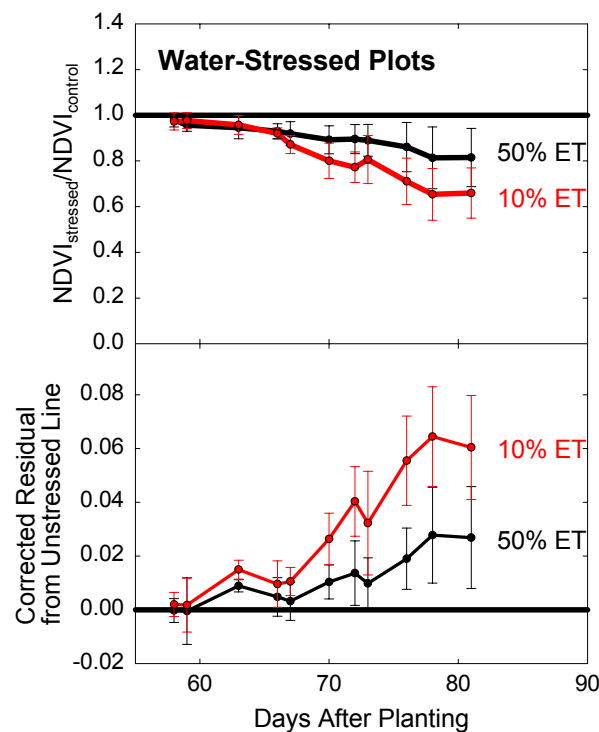 Water-Stressed Plots
NDVIstressed/NDVIcontrol
1.4
1.2
1.0
0.8
0.6
0.4
0.2
0.0
50% ET
10% ET
Corrected Residual
from Unstressed Line
0.08
0.06
0.04
0.02
0.00
-0.02
10% ET
50% ET
60
70
80
90
Days After Planting